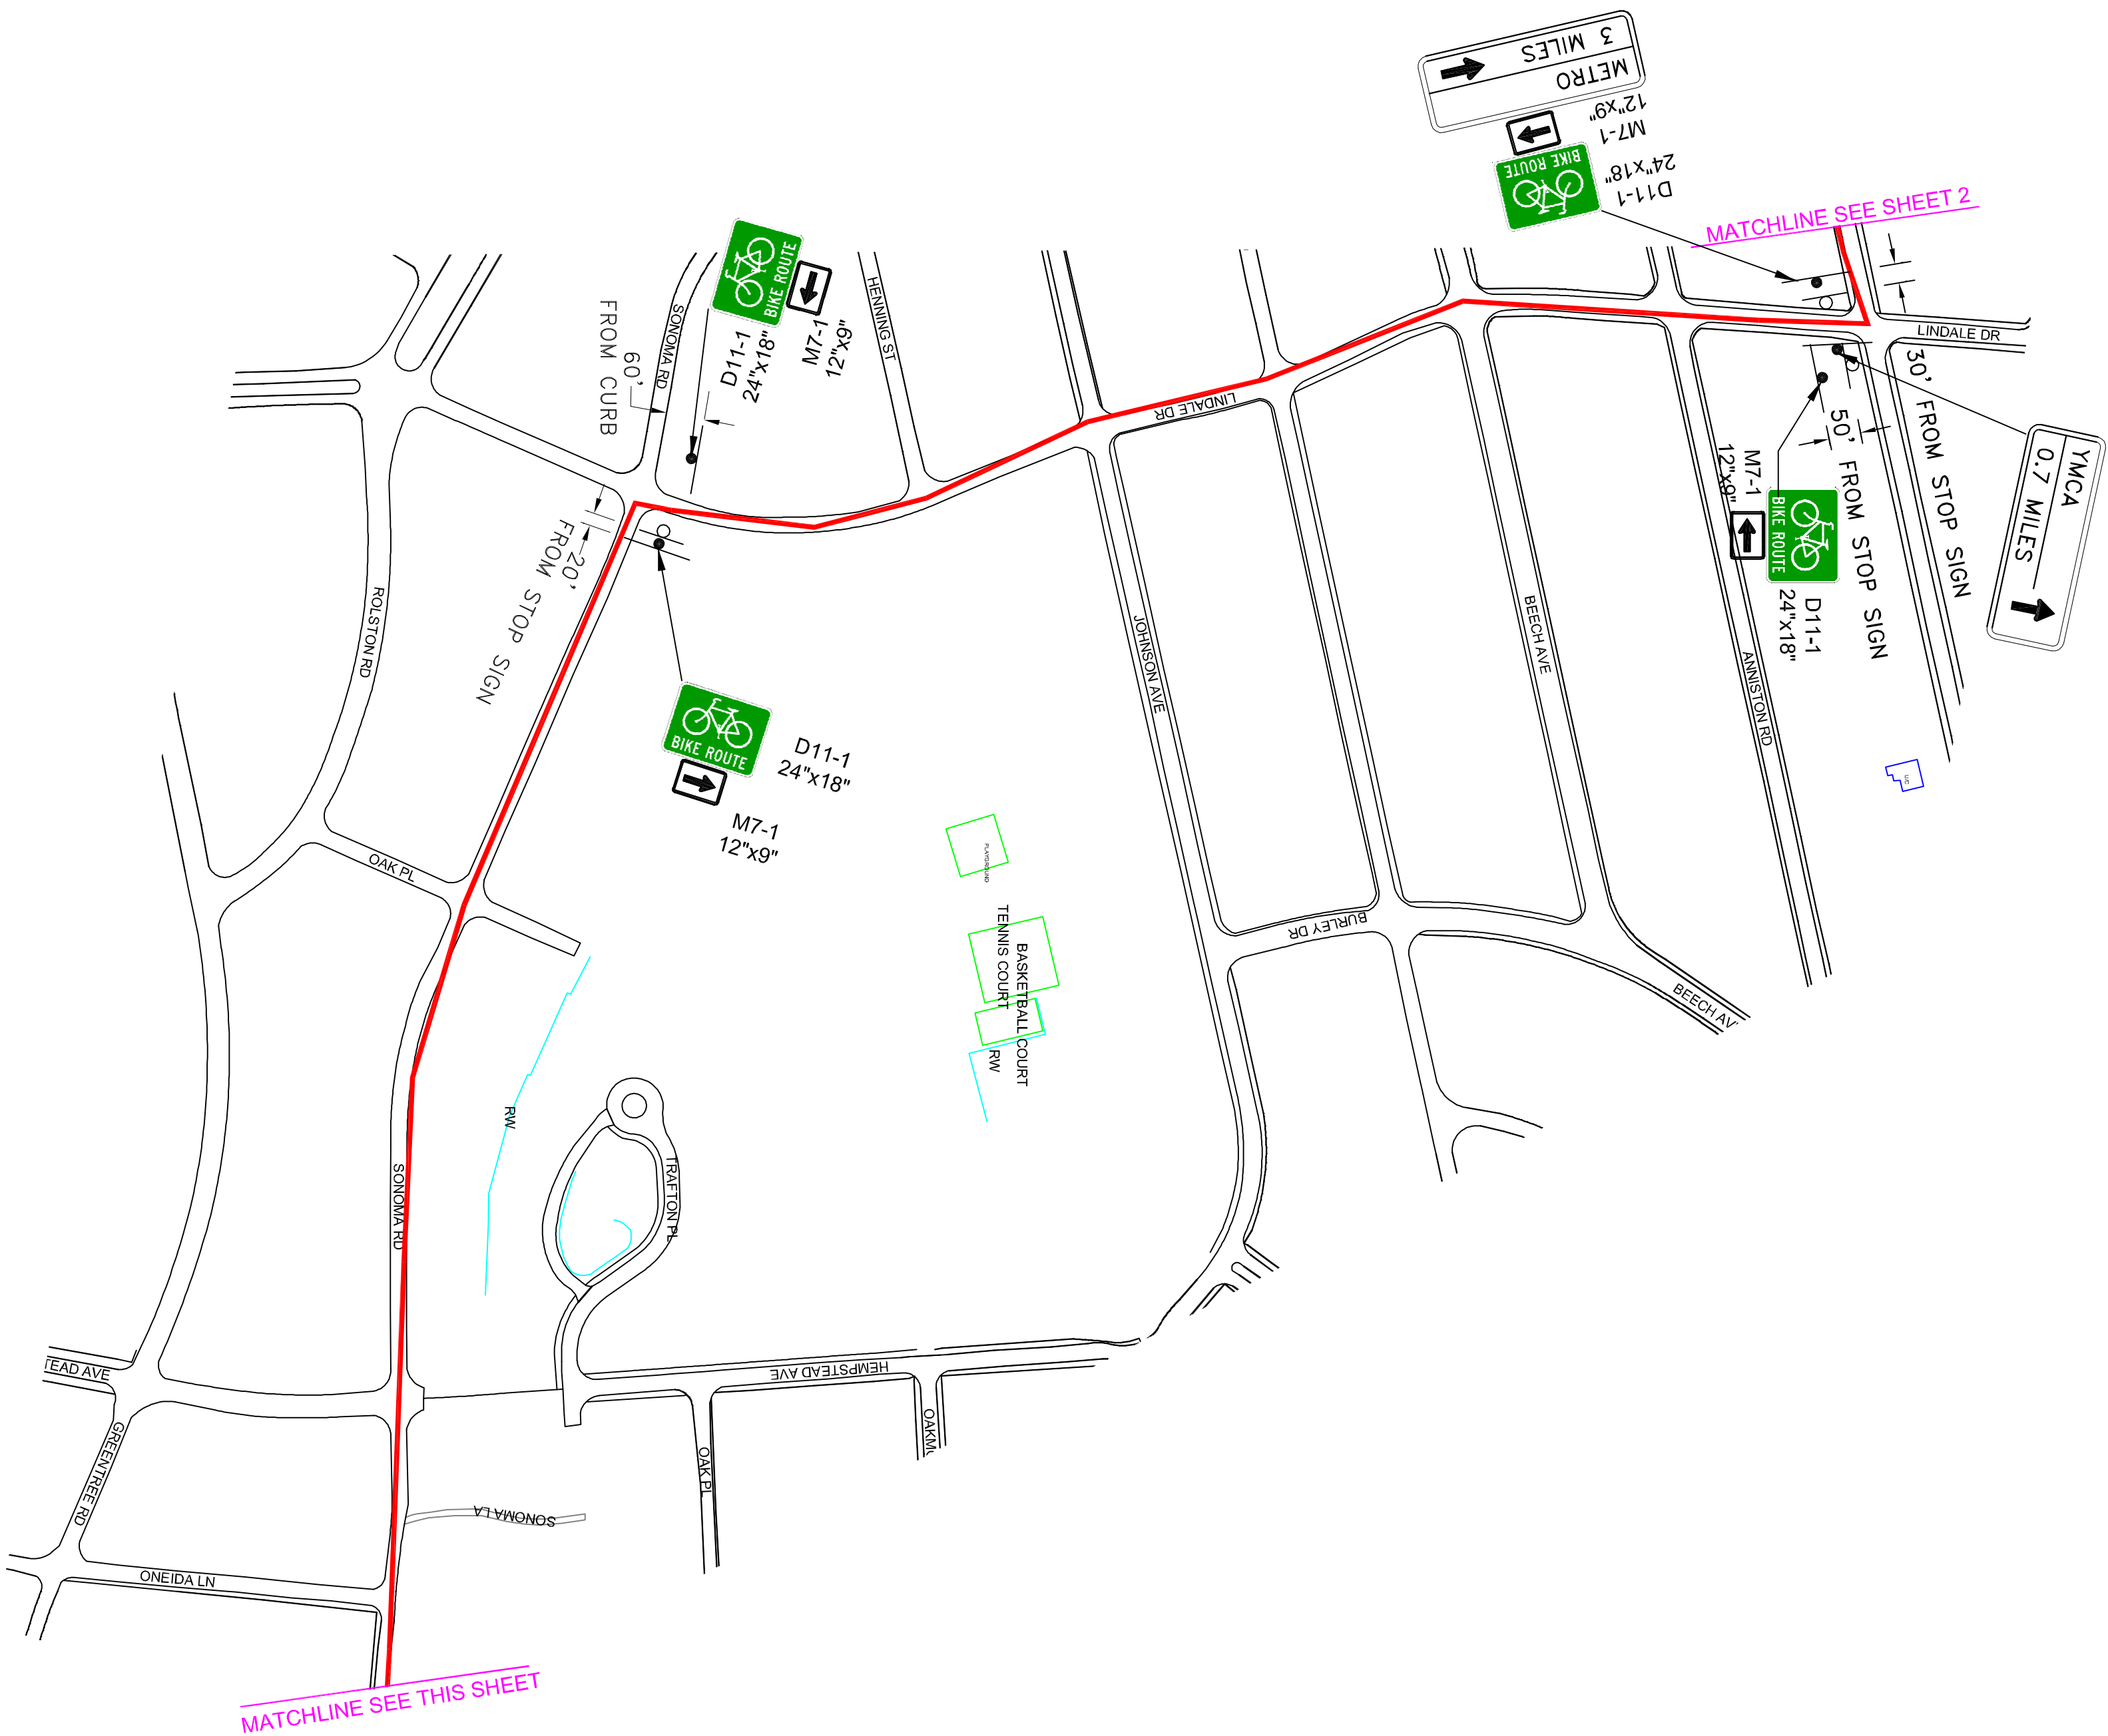 METRO
3 MILES
M7-1
12"x9"
BIKE ROUTE
D11-1
24"x18"
MATCHLINE SEE SHEET 2
LINDALE DR
30' FROM STOP SIGN
50' FROM STOP SIGN
YMCA
0.7 MILES
M7-1
12"x9"
BIKE ROUTE
D11-1
24"x18"
ANNISTON RD
BEECH AVE
BEECH AV
JOHNSON AVE
BURLEY DR
LINDALE DR
HENNING ST
SONOMA RD
BIKE ROUTE
M7-1
12"x9"
D11-1
24"x18"
60'
FROM CURB
20'
FROM STOP SIGN
BIKE ROUTE
D11-1
24"x18"
M7-1
12"x9"
ROLSTON RD
OAK PL
PLAYGROUND
TENNIS COURT
BASKETBALL COURT
RW
RW
TRAFTON PL
SONOMA RD
HEMPSTEAD AVE
TEAD AVE
GREENTREE RD
ONEIDA LN
SONOMA LA
OAK PL
OAKM
MATCHLINE SEE THIS SHEET